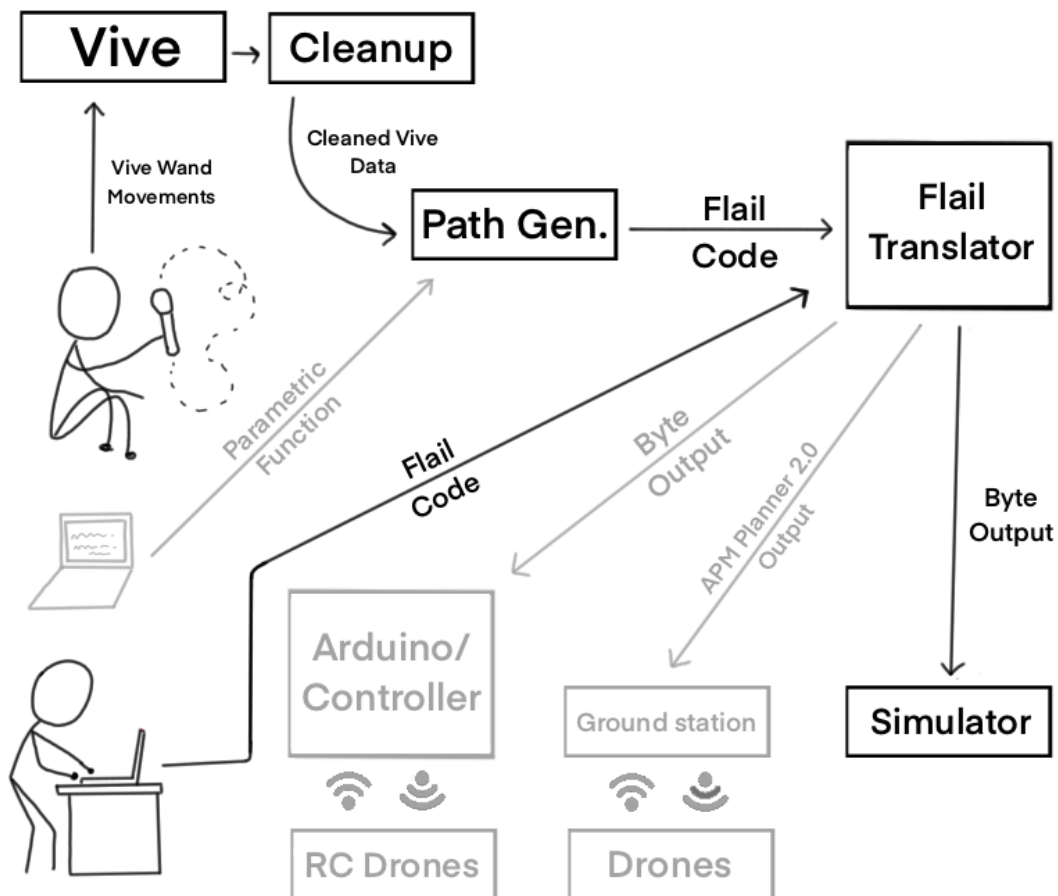 Vive
Cleanup
Vive Wand
Movements
Cleaned Vive
Data
Path Gen.
Flail
Code
Flail
Translator
Parametric
Function
Flail
Code
Byte
Output
APM Planner 2.0
Output
Byte
Output
Arduino/
Controller
Ground station
Simulator
RC Drones
Drones